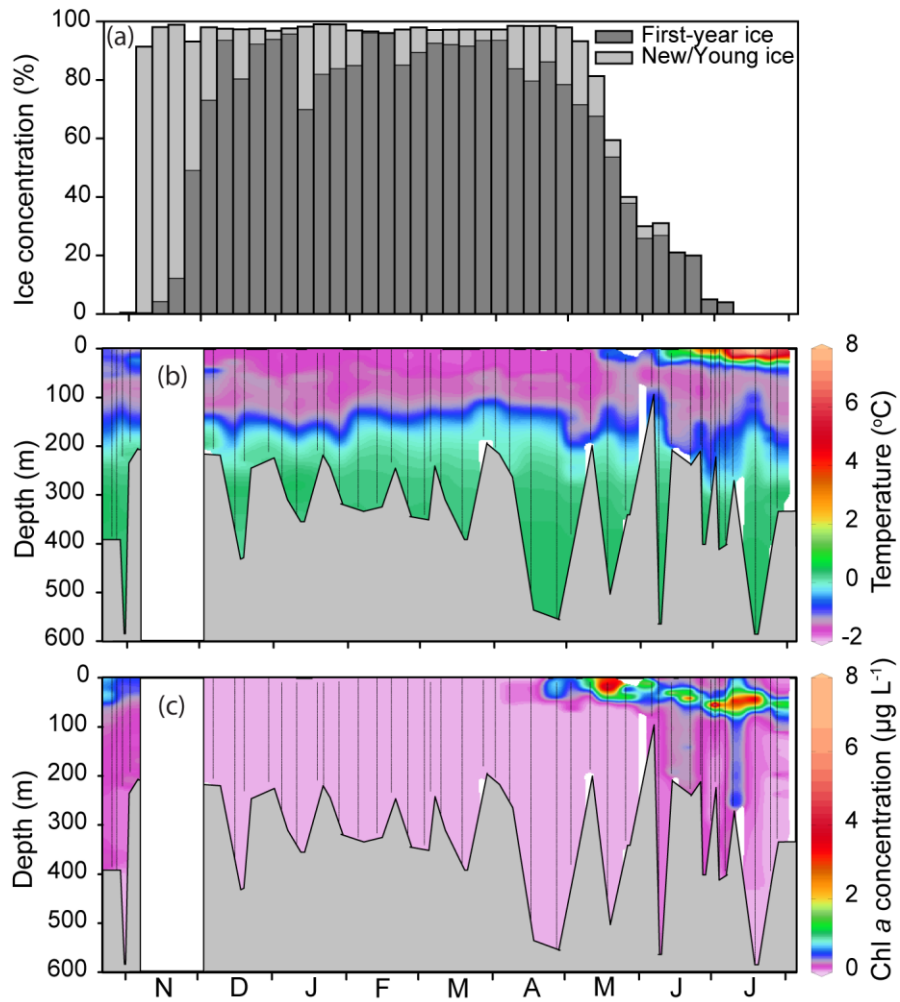 (a)
First-year ice
New/Young ice
Ice concentration (%)
100
80
60
40
20
0
(b)
Depth (m)
0
100
200
300
400
500
600
8
6
4
2
0
-2
Temperature (°C)
(c)
Depth (m)
0
100
200
300
400
500
600
8
6
4
2
0
Chl a concentration (µg L-1)
N D J F M A M J J